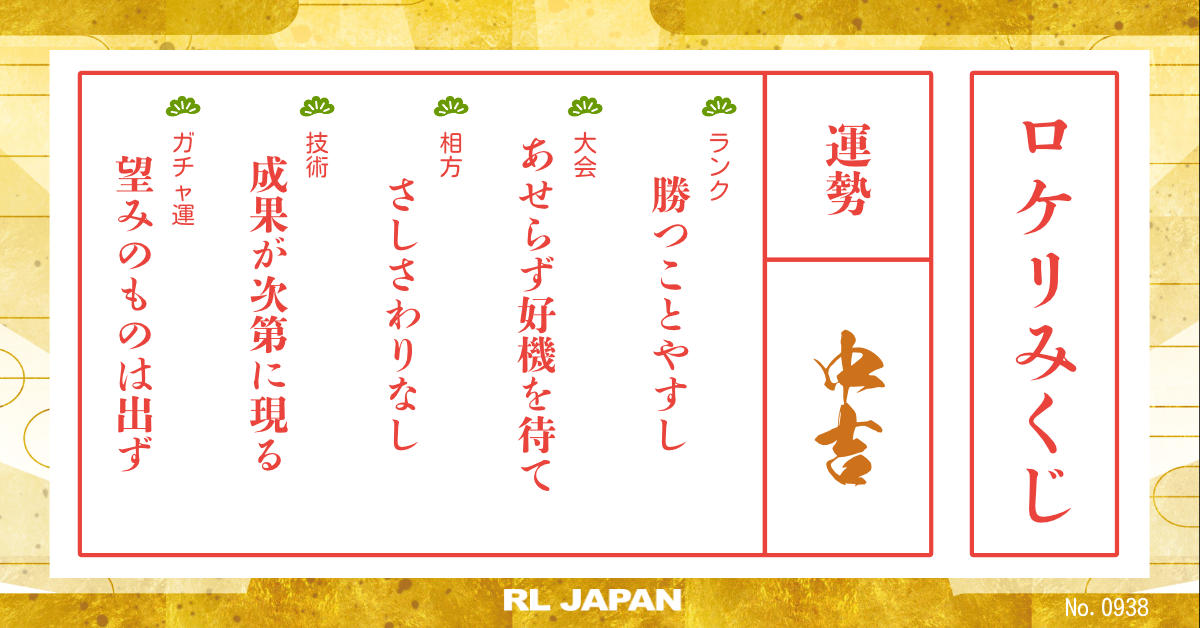 ロケリみくじ
運勢
中吉
ランク
勝つことやすし
大会
あせらず好機を待て
相方
さしさわりなし
技術
成果が次第に現る
ガチャ運
望みのものは出ず
RL JAPAN
No. 0938